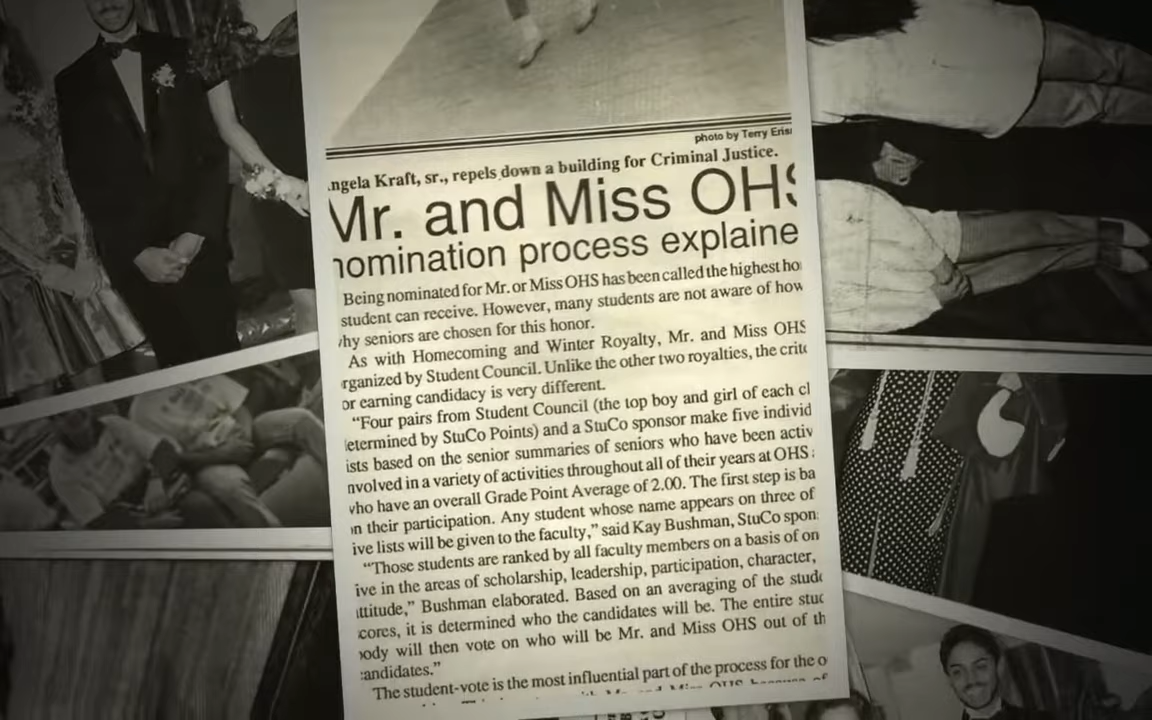 photo by Terry
ngela Kraft, sr., repels down a building for Criminal Justice.
Mr. and Miss OHS
nomination process explaine
Being nominated for Mr. or Miss OHS has been called the highest ho
student can receive. However, many students are not aware of how
hy seniors are chosen for this honor.
As with Homecoming and Winter Royalty, Mr. and Miss OHS
rganized by Student Council. Unlike the other two royalties, the crite
or earning candidacy is very different.
“Four pairs from Student Council (the top boy and girl of each cl
etermined by StuCo Points) and a StuCo sponsor make five individ
ists based on the senior summaries of seniors who have been activ
nvolved in a variety of activities throughout all of their years at OHS
who have an overall Grade Point Average of 2.00. The first step is ba
n their participation. Any student whose name appears on three of
ive lists will be given to the faculty,” said Kay Bushman, StuCo spon
“Those students are ranked by all faculty members on a basis of on
ive in the areas of scholarship, leadership, participation, character,
ttitude,” Bushman elaborated. Based on an averaging of the stude
cores, it is determined who the candidates will be. The entire stuc
ody will then vote on who will be Mr. and Miss OHS out of th
andidates.”
The student-vote is the most influential part of the process for the o